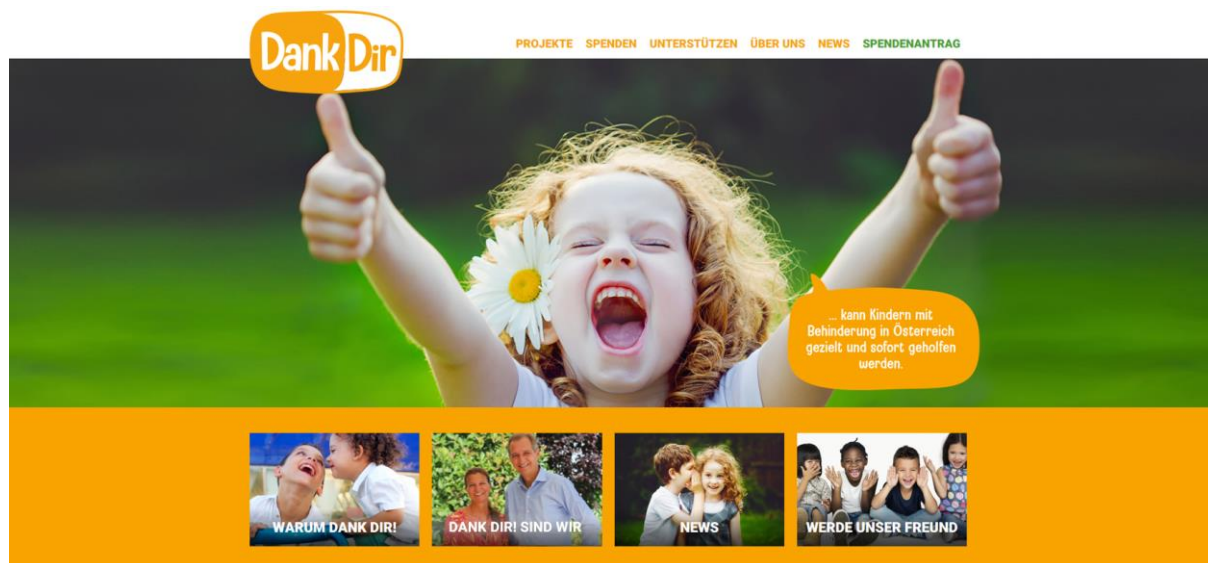 Dank Dir
PROJEKTE SPENDEN UNTERSTÜTZEN ÜBER UNS NEWS SPENDENANTRAG
... kann Kindern mit
Behinderung in Österreich
gezielt und sofort geholfen
werden.
WARUM DANK DIR!
DANK DIR! SIND WIR
NEWS
WERDE UNSER FREUND